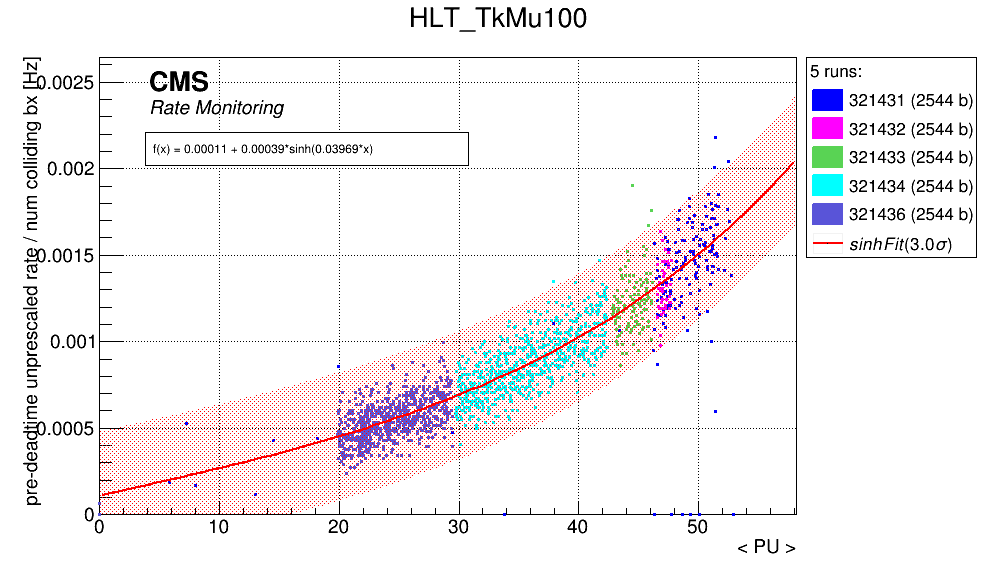 HLT_TkMu100
pre-deadtime unprescaled rate / num colliding bx [Hz]
0.0025
0.002
0.0015
0.001
0.0005
0
CMS
Rate Monitoring
f(x) = 0.00011 + 0.00039*sinh(0.03969*x)
0 10 20 30 40 50
< PU >
5 runs:
321431 (2544 b)
321432 (2544 b)
321433 (2544 b)
321434 (2544 b)
321436 (2544 b)
sinhFit(3.0σ)